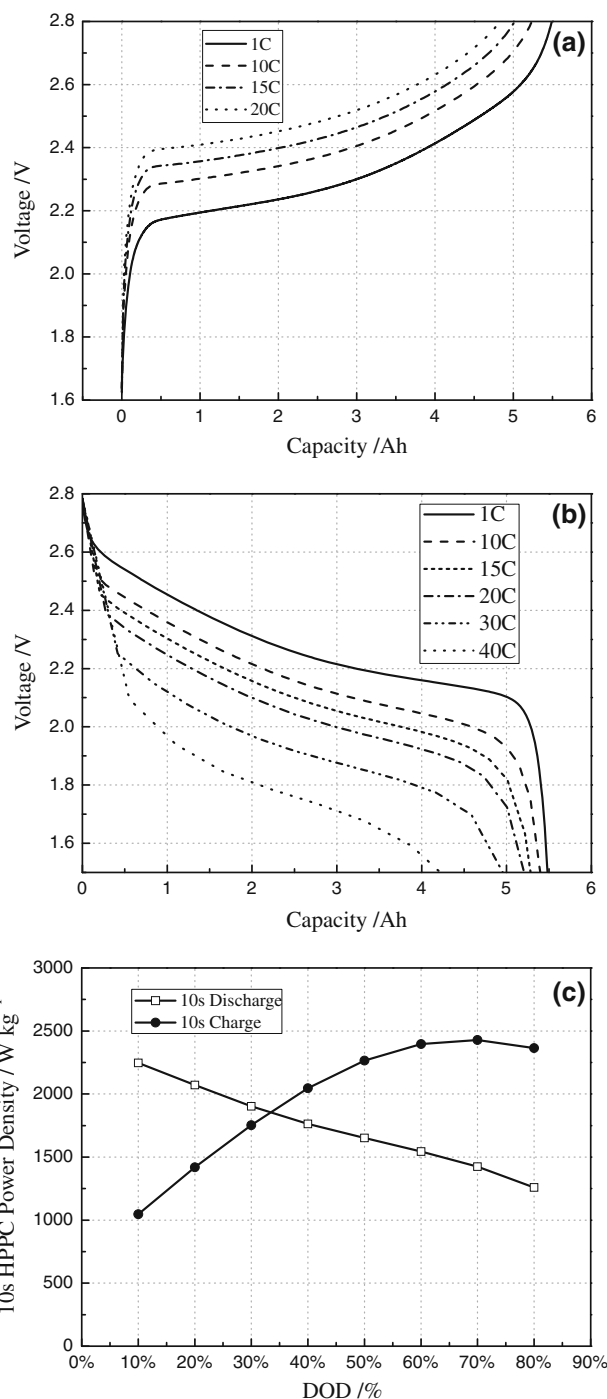 2.8
2.6
2.4
2.2
2.0
1.8
1.6
Voltage /V
1C
10C
15C
20C
(a)
0 1 2 3 4 5 6
Capacity /Ah
2.8
2.6
2.4
2.2
2.0
1.8
1.6
Voltage /V
1C
10C
15C
20C
30C
40C
(b)
0 1 2 3 4 5 6
Capacity /Ah
3000
2500
2000
1500
1000
500
0
10s HPPC Power Density / W kg⁻¹
10s Discharge
10s Charge
(c)
0% 10% 20% 30% 40% 50% 60% 70% 80% 90%
DOD /%